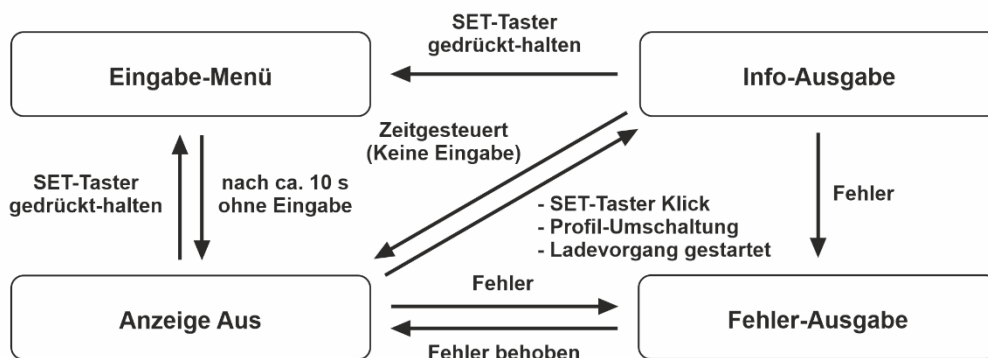 SET-Taster
gedrückt-halten
Eingabe-Menü
Info-Ausgabe
Zeitgesteuert
(Keine Eingabe)
SET-Taster
gedrückt-halten
nach ca. 10 s
ohne Eingabe
Fehler
- SET-Taster Klick
- Profil-Umschaltung
- Ladevorgang gestartet
Anzeige Aus
Fehler
Fehler-Ausgabe
Fehler behoben